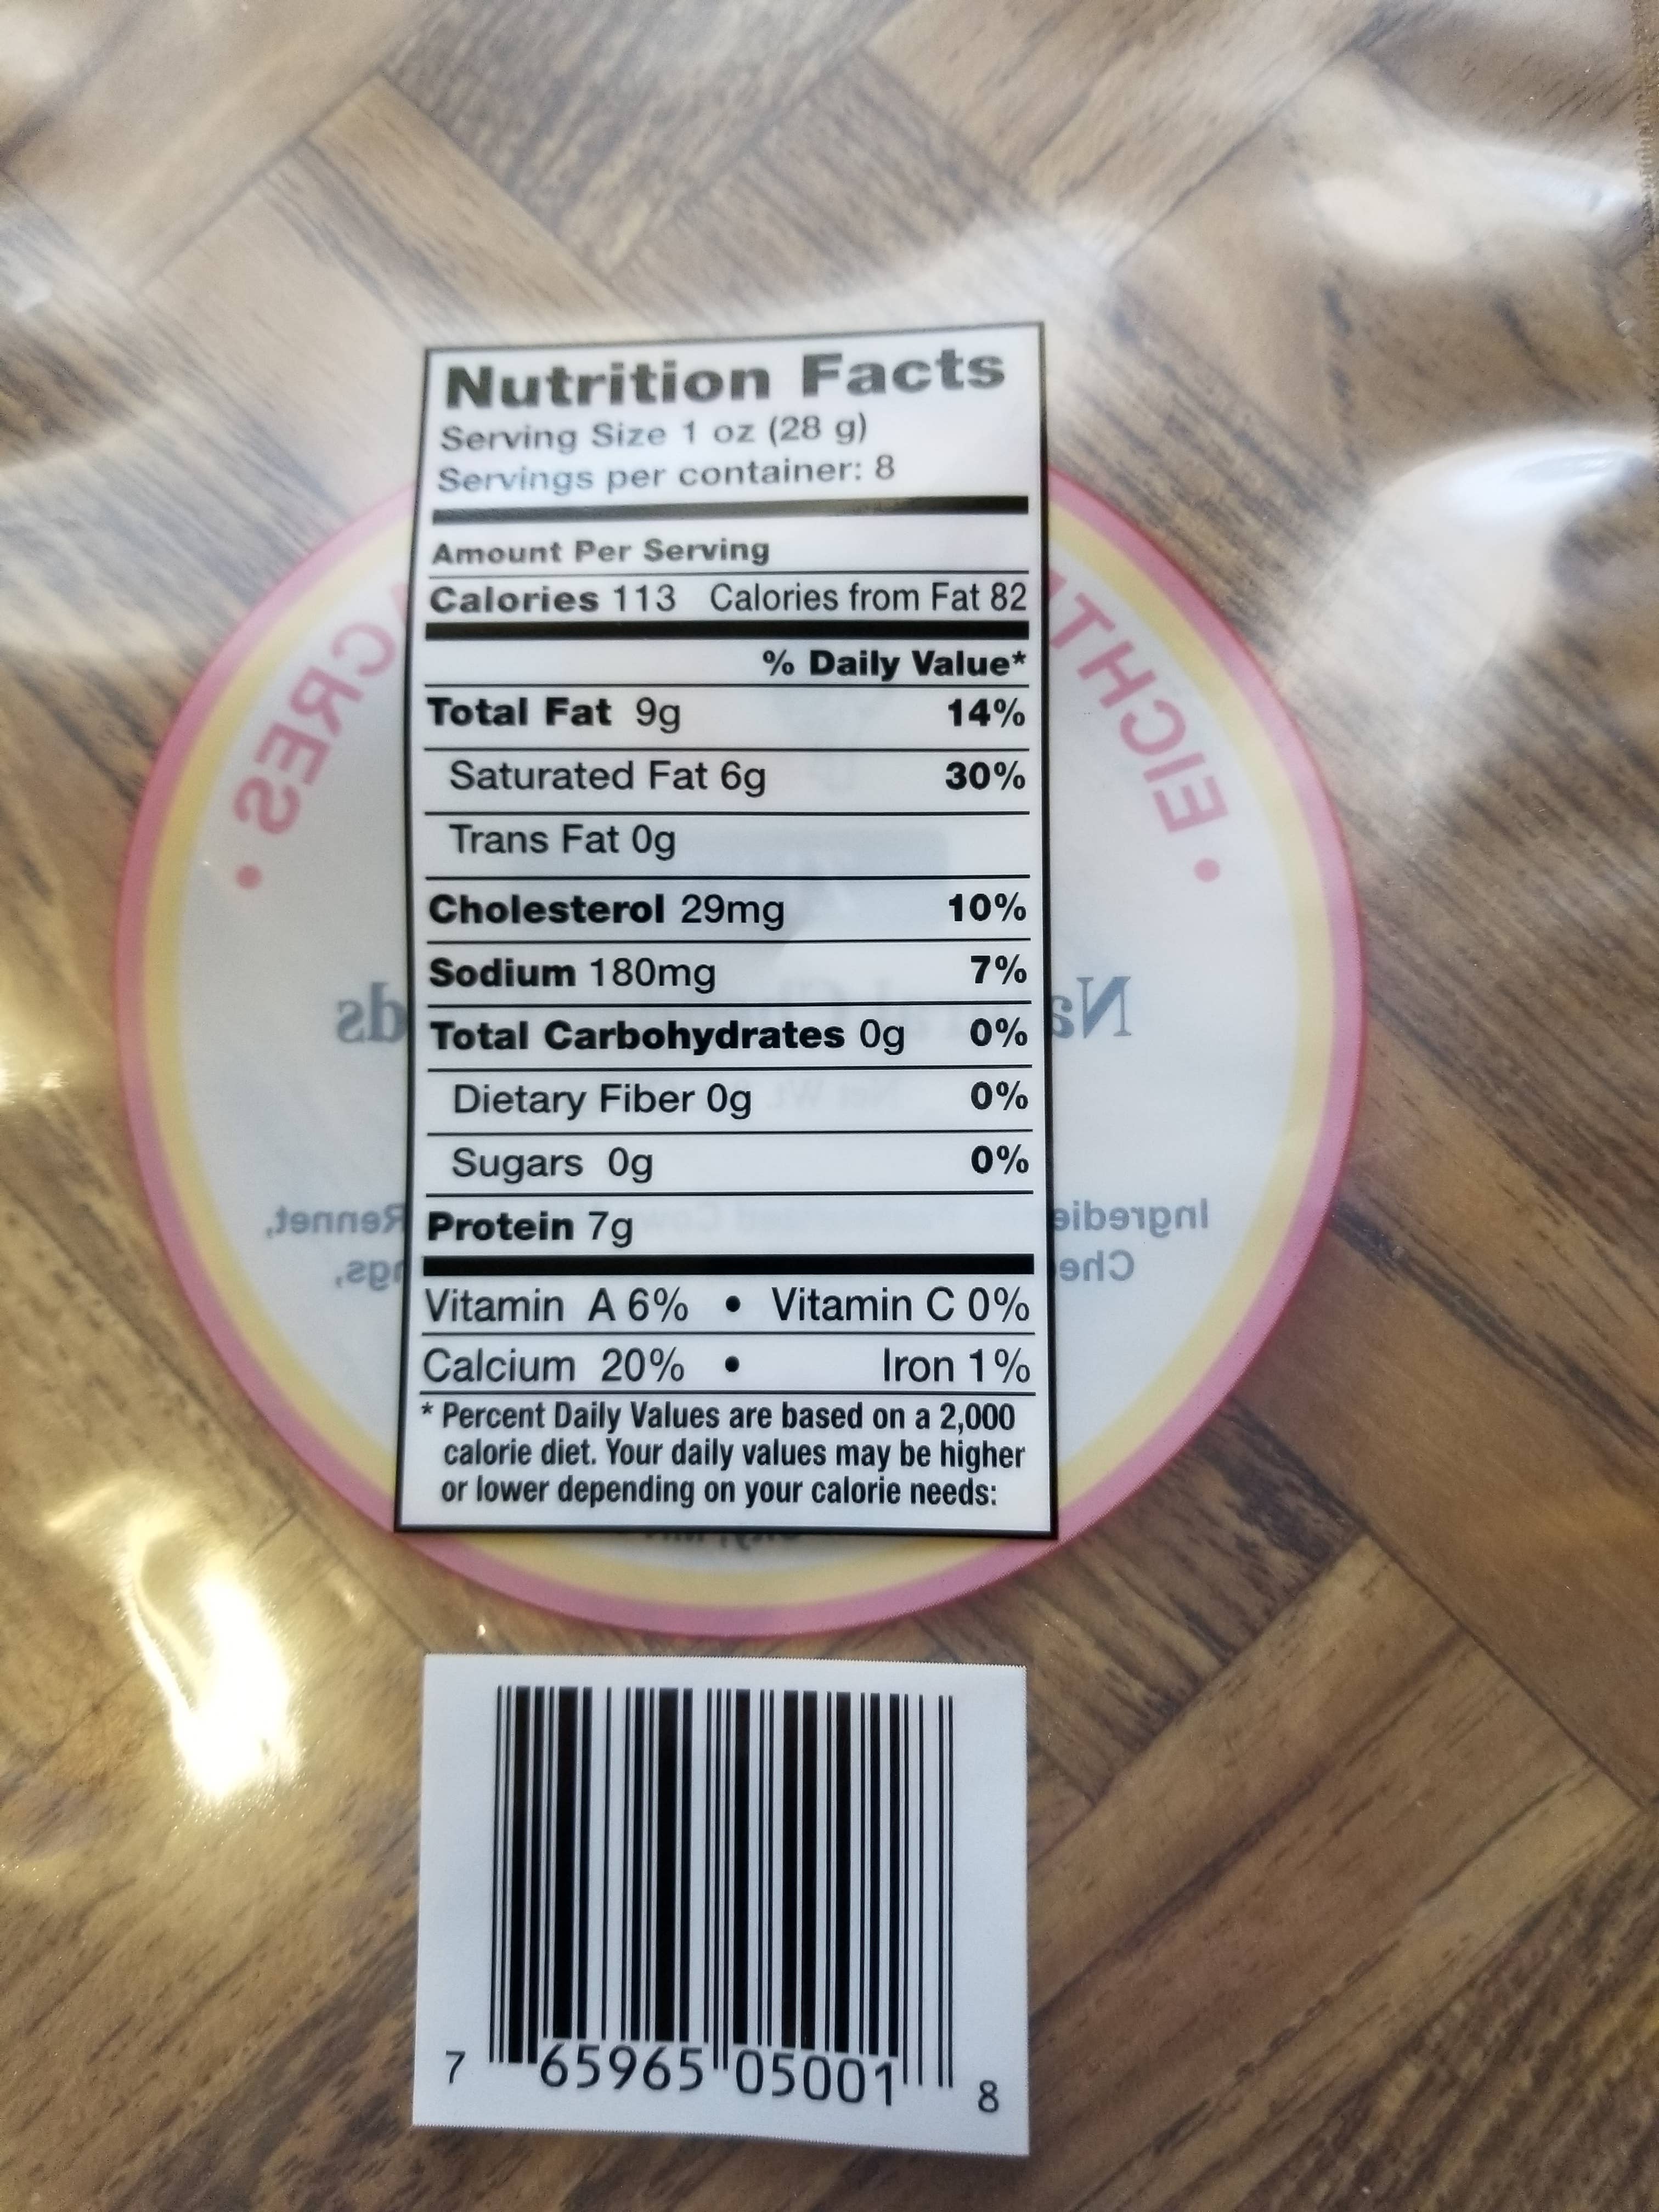 Nutrition Facts
Serving Size 1 oz (28 g)
Servings per container: 8
Amount Per Serving
Calories 113 Calories from Fat 82
% Daily Value*
Total Fat 9g 14%
Saturated Fat 6g 30%
Trans Fat 0g
Cholesterol 29mg 10%
Sodium 180mg 7%
Total Carbohydrates 0g 0%
Dietary Fiber 0g 0%
Sugars 0g 0%
Protein 7g
Vitamin A 6% • Vitamin C 0%
Calcium 20% • Iron 1%
* Percent Daily Values are based on a 2,000
calorie diet. Your daily values may be higher
or lower depending on your calorie needs:
Rennet,
Net Wt.
7 65965 05001 8